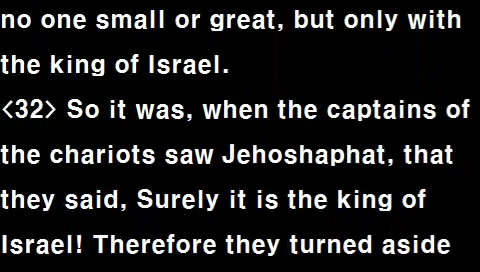 no one small or great, but only with
the king of Israel.
<32> So it was, when the captains of
the chariots saw Jehoshaphat, that
they said, Surely it is the king of
Israel! Therefore they turned aside